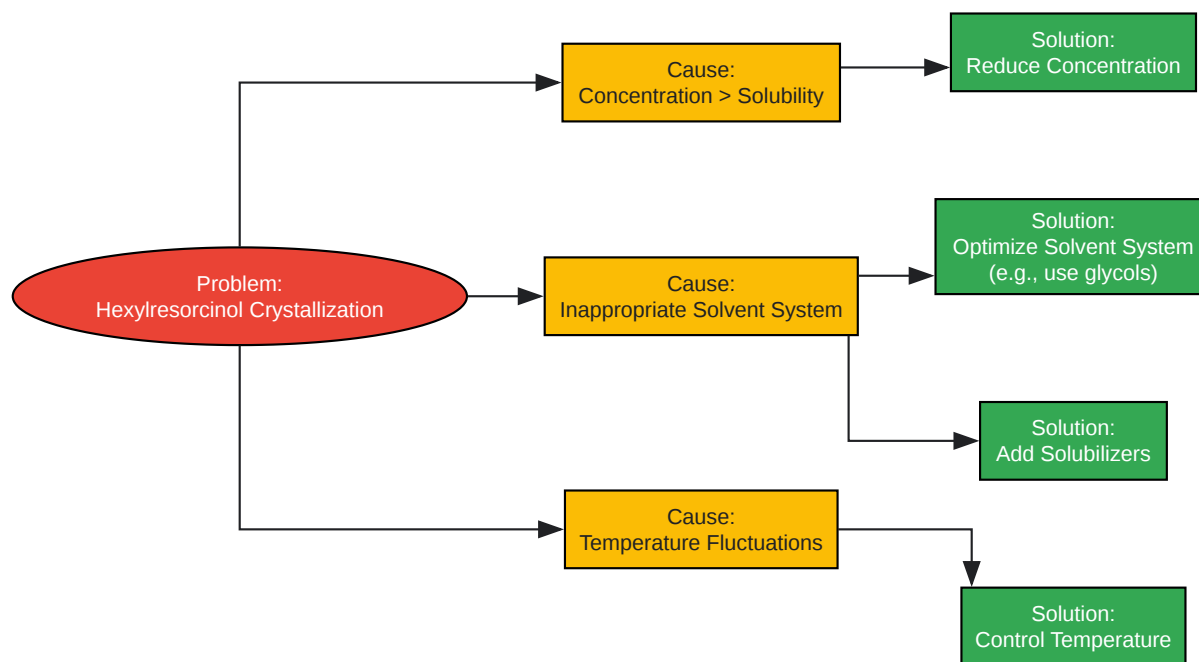 Problem:
Hexylresorcinol Crystallization
Cause:
Concentration > Solubility
Solution:
Reduce Concentration
Cause:
Inappropriate Solvent System
Solution:
Optimize Solvent System
(e.g., use glycols)
Solution:
Add Solubilizers
Cause:
Temperature Fluctuations
Solution:
Control Temperature